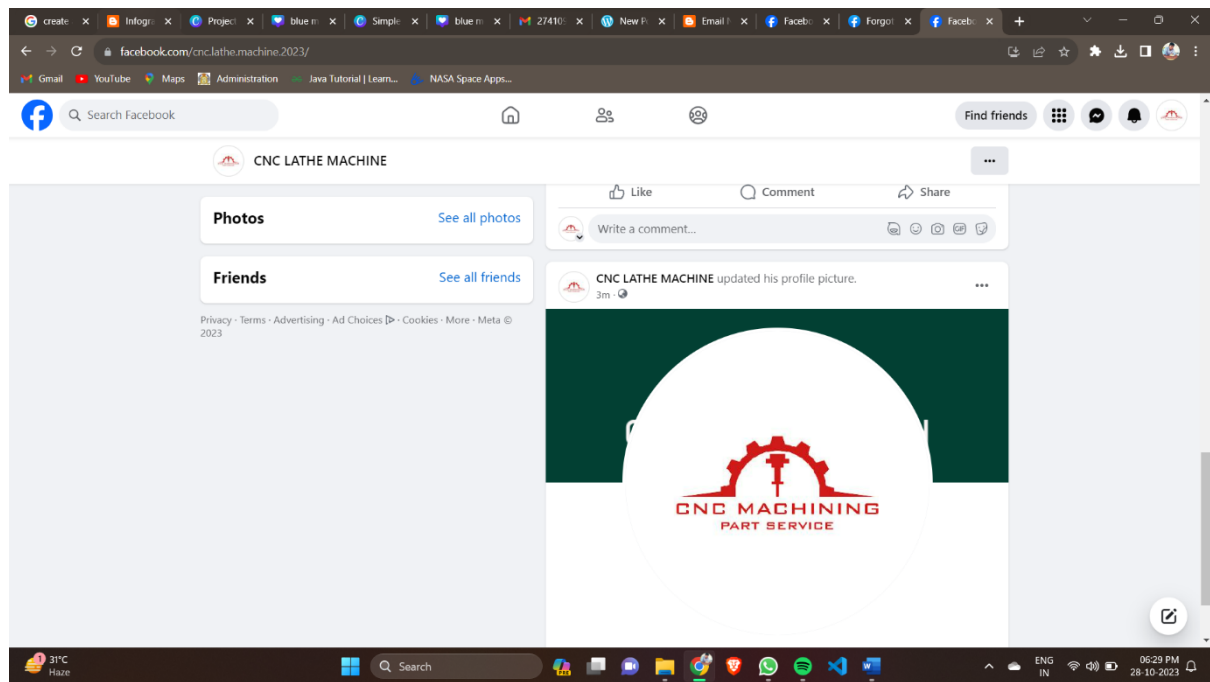 create
Infogra
Project
blue m
Simple
blue m
27410
New P
Email
Facebo
Forgot
Facebo
facebook.com/cnc.lathe.machine.2023/
Gmail
YouTube
Maps
Administration
Java Tutorial | Learn...
NASA Space Apps...
Search Facebook
Find friends
CNC LATHE MACHINE
Like
Comment
Share
Photos
See all photos
Write a comment...
GIF
Friends
See all friends
CNC LATHE MACHINE updated his profile picture.
3m ·
Privacy · Terms · Advertising · Ad Choices · Cookies · More · Meta ©
2023
CNC MACHINING
PART SERVICE
1
31°C
Haze
Search
PRE
ENG
IN
06:29 PM
28-10-2023